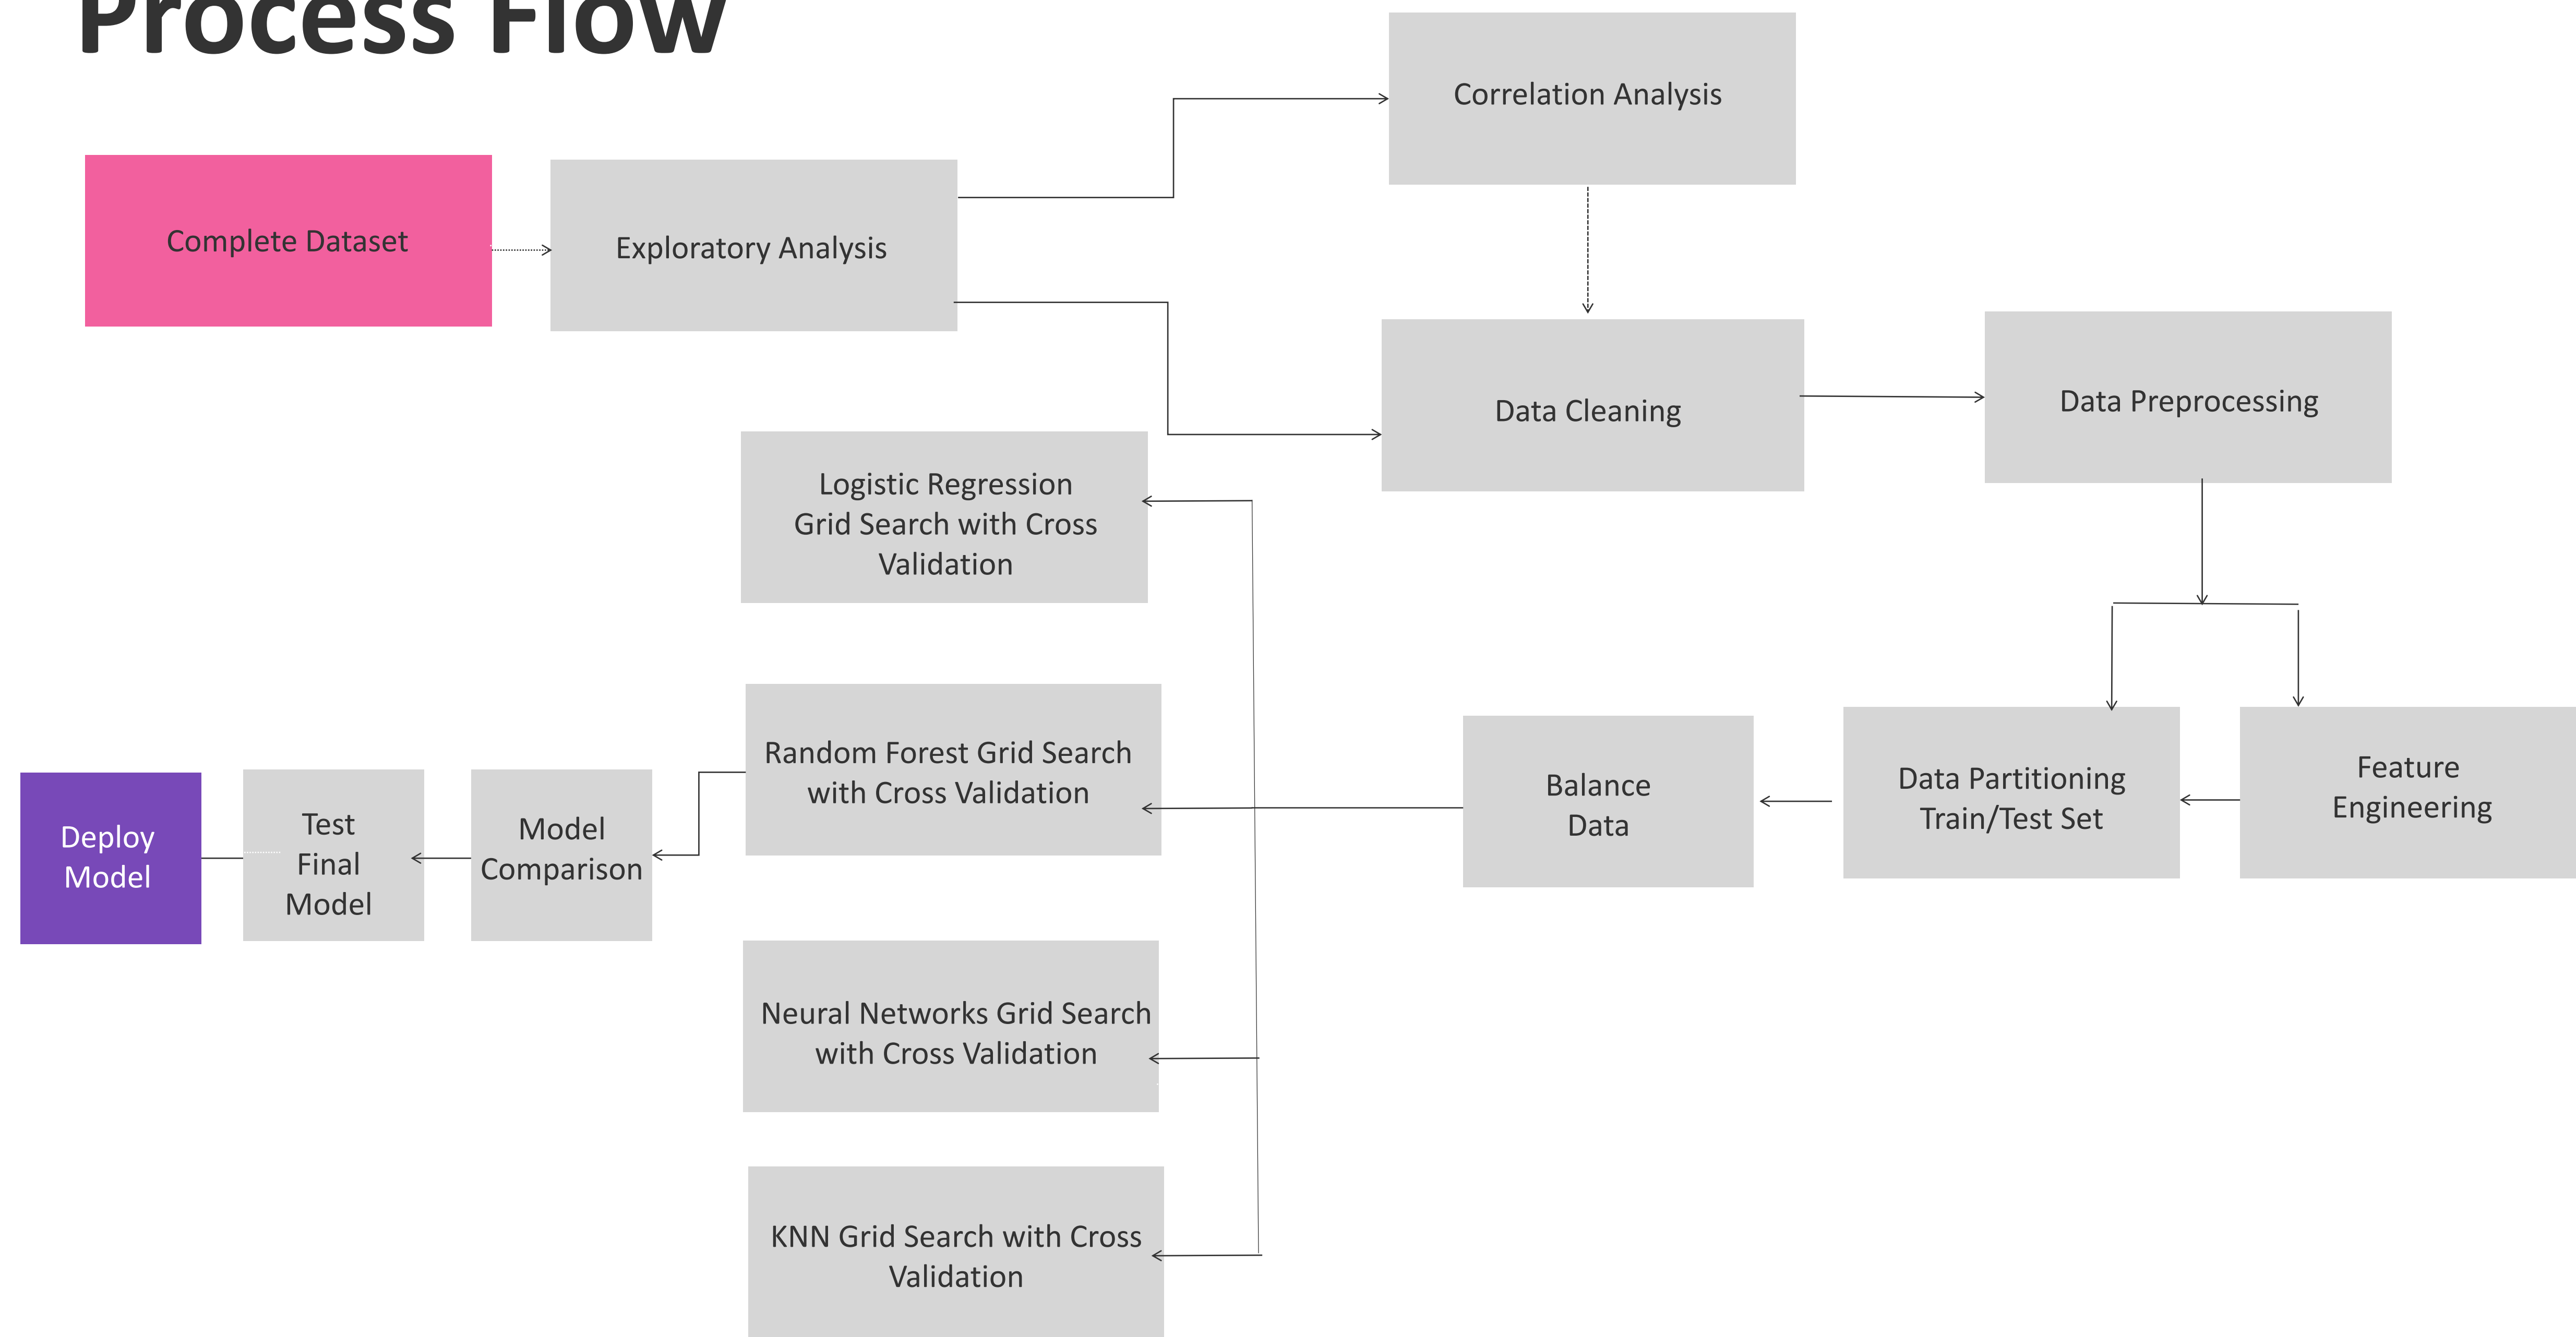 Process Flow
Correlation Analysis
Complete Dataset
Exploratory Analysis
Data Cleaning
Data Preprocessing
Logistic Regression
Grid Search with Cross
Validation
Random Forest Grid Search
with Cross Validation
Balance
Data
Data Partitioning
Train/Test Set
Feature
Engineering
Deploy
Model
Test
Final
Model
Model
Comparison
Neural Networks Grid Search
with Cross Validation
KNN Grid Search with Cross
Validation